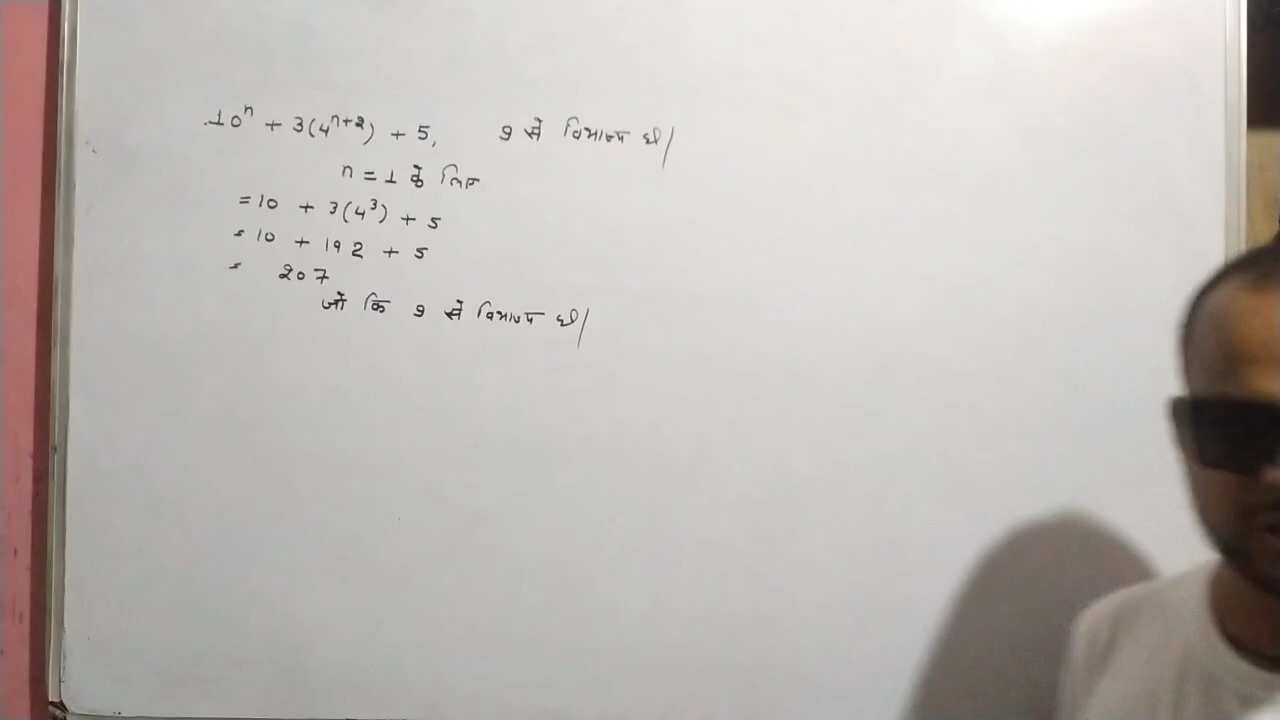 10ⁿ + 3(4ⁿ⁺²) + 5, 9 से विभाज्य है।
n = 1 के लिए
= 10 + 3(4³) + 5
= 10 + 192 + 5
= 207
जो कि 9 से विभाज्य है।